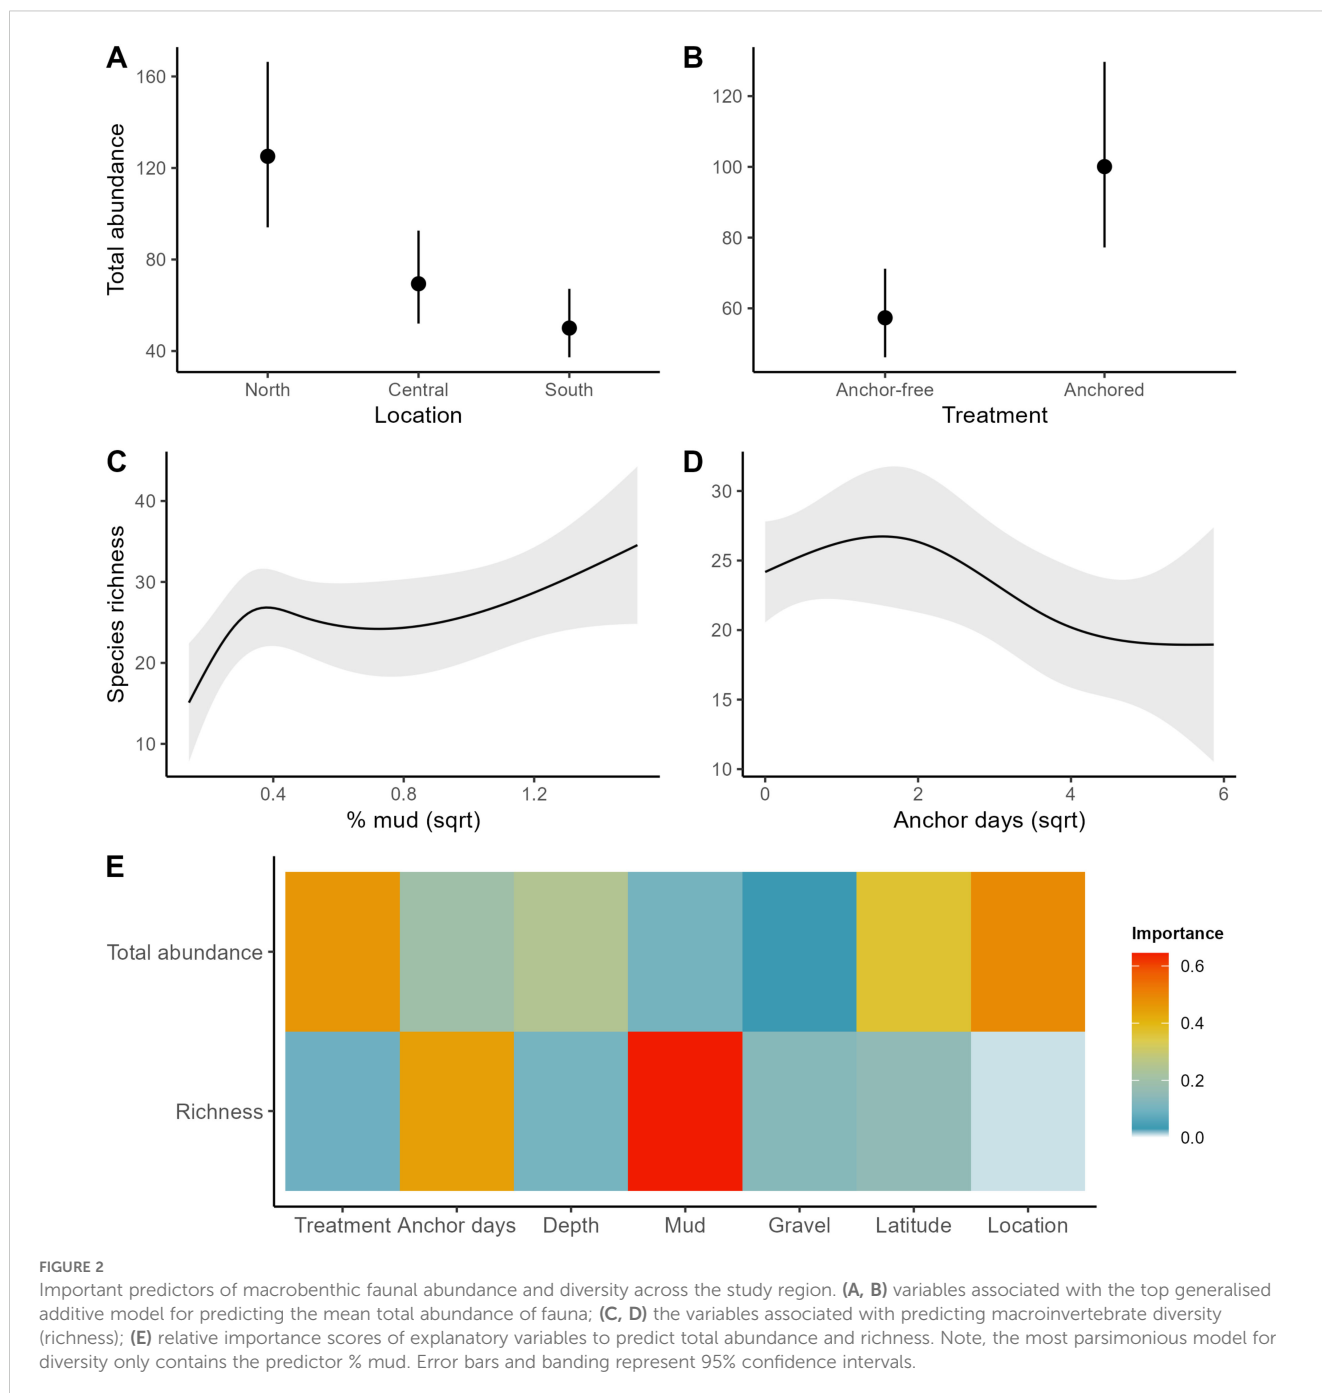 A
Total abundance
160
120
80
40
North Central South
Location
B
120
100
80
60
Anchor-free Anchored
Treatment
C
Species richness
40
30
20
10
0.4 0.8 1.2
% mud (sqrt)
D
30
25
20
15
10
0 2 4 6
Anchor days (sqrt)
E
Total abundance
Richness
Treatment Anchor days Depth Mud Gravel Latitude Location
Importance
0.6
0.4
0.2
0.0
FIGURE 2
Important predictors of macrobenthic faunal abundance and diversity across the study region. (A, B) variables associated with the top generalised
additive model for predicting the mean total abundance of fauna; (C, D) the variables associated with predicting macroinvertebrate diversity
(richness); (E) relative importance scores of explanatory variables to predict total abundance and richness. Note, the most parsimonious model for
diversity only contains the predictor % mud. Error bars and banding represent 95% confidence intervals.